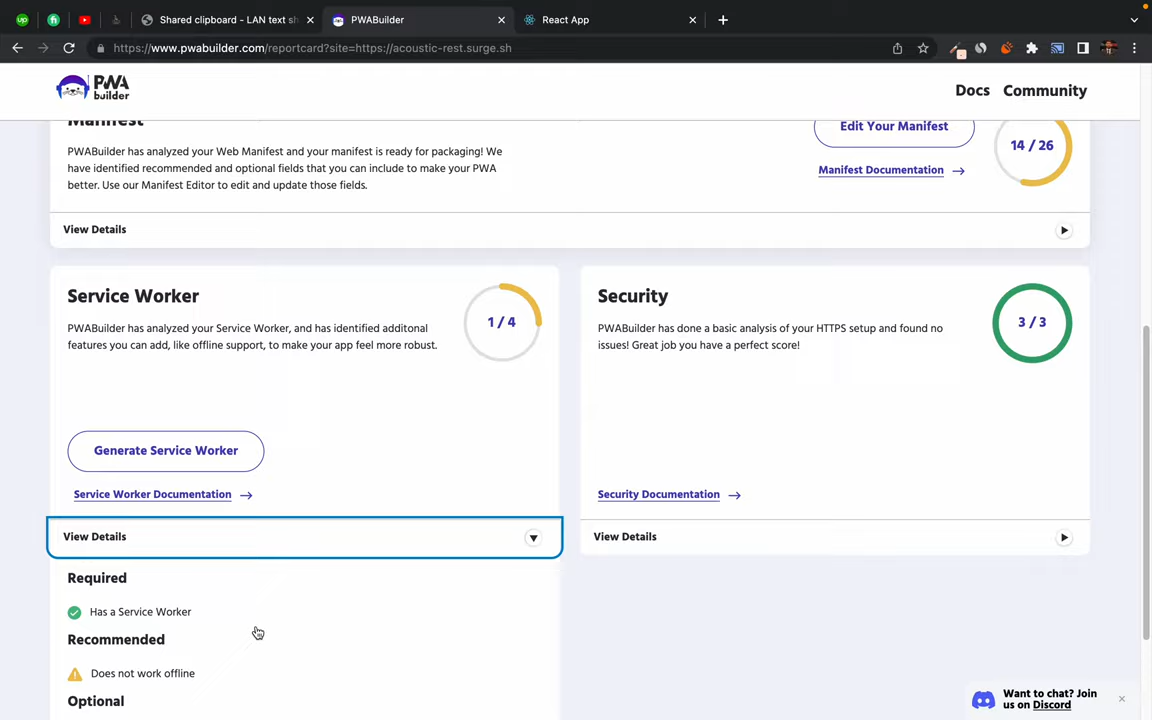 up
Shared clipboard - LAN text sh
PWABuilder
React App
https://www.pwabuilder.com/reportcard?site=https://acoustic-rest.surge.sh
PWA
builder
Docs
Community
Manifest
PWABuilder has analyzed your Web Manifest and your manifest is ready for packaging! We
have identified recommended and optional fields that you can include to make your PWA
better. Use our Manifest Editor to edit and update those fields.
Edit Your Manifest
Manifest Documentation
14 / 26
View Details
Service Worker
PWABuilder has analyzed your Service Worker, and has identified additonal
features you can add, like offline support, to make your app feel more robust.
1 / 4
Generate Service Worker
Service Worker Documentation
View Details
Security
PWABuilder has done a basic analysis of your HTTPS setup and found no
issues! Great job you have a perfect score!
3 / 3
Security Documentation
View Details
Required
Has a Service Worker
Recommended
Does not work offline
Optional
Want to chat? Join
us on Discord